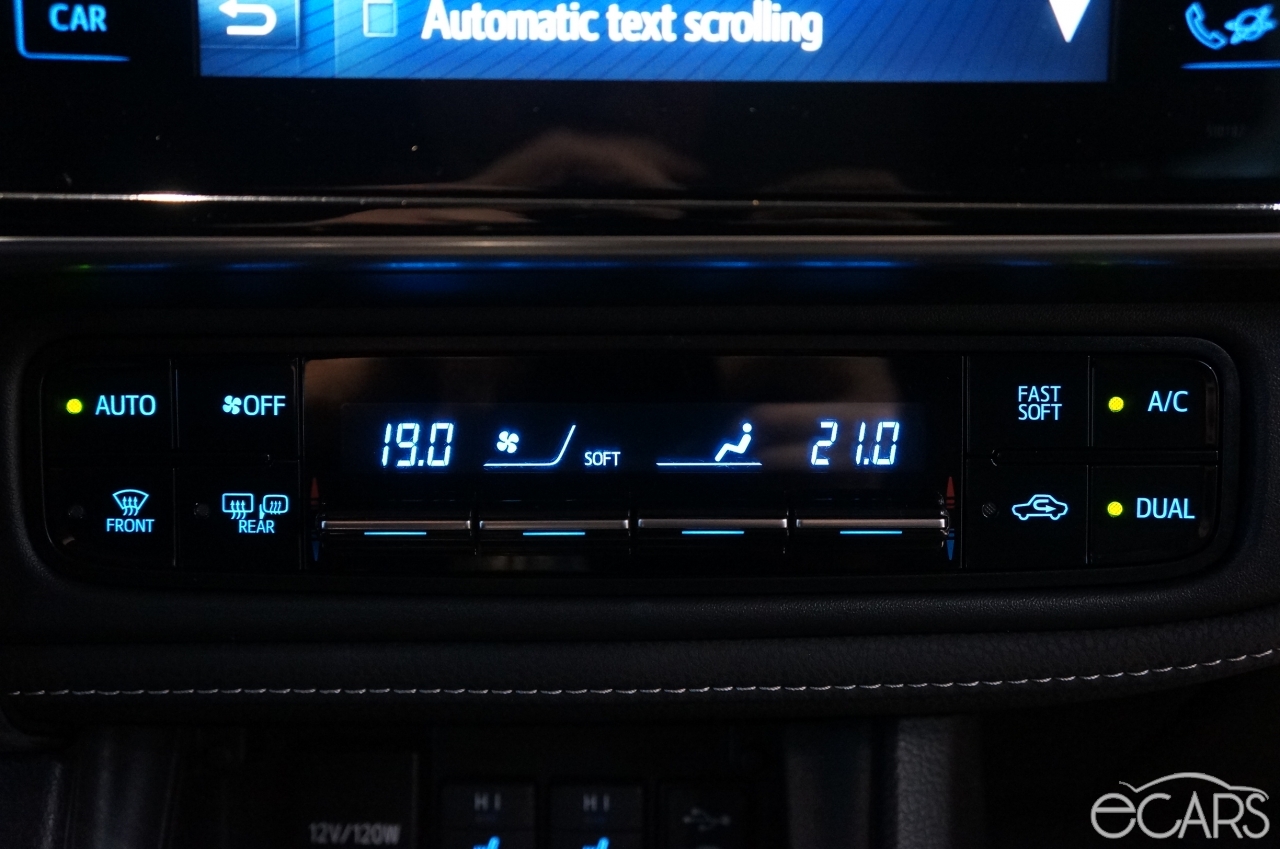 CAR
Automatic text scrolling
AUTO
OFF
19.0
SOFT
21.0
FAST
SOFT
A/C
FRONT
REAR
DUAL
HI
HI
12V/120W
eCARS